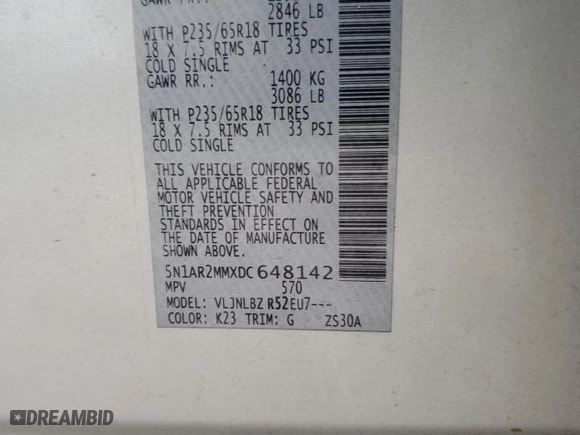 2846 LB
WITH P235/65R18 TIRES
18 X 7.5 RIMS AT 33 PSI
COLD SINGLE
GAWR RR.: 1400 KG
3086 LB
WITH P235/65R18 TIRES
18 X 7.5 RIMS AT 33 PSI
COLD SINGLE
THIS VEHICLE CONFORMS TO
ALL APPLICABLE FEDERAL
MOTOR VEHICLE SAFETY AND
THEFT PREVENTION
STANDARDS IN EFFECT ON
THE DATE OF MANUFACTURE
SHOWN ABOVE.
5N1AR2MMXDC648142
MPV 570
MODEL: VLJNLBZ R52EU7---
COLOR: K23 TRIM: G ZS30A
DREAMBID